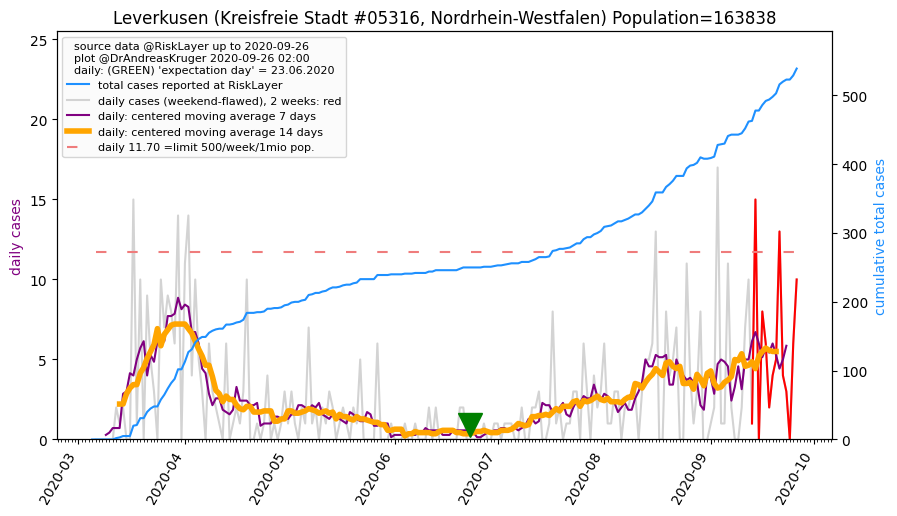 Leverkusen (Kreisfreie Stadt #05316, Nordrhein-Westfalen) Population=163838
source data @RiskLayer up to 2020-09-26
plot @DrAndreasKruger 2020-09-26 02:00
daily: (GREEN) 'expectation day' = 23.06.2020
total cases reported at RiskLayer
daily cases (weekend-flawed), 2 weeks: red
daily: centered moving average 7 days
daily: centered moving average 14 days
daily 11.70 =limit 500/week/1mio pop.
daily cases
25
20
15
10
5
0
cumulative total cases
500
400
300
200
100
0
2020-03
2020-04
2020-05
2020-06
2020-07
2020-08
2020-09
2020-10